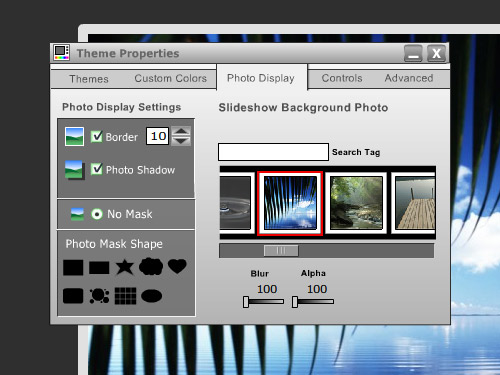 Theme Properties
X
Themes
Custom Colors
Photo Display
Controls
Advanced
Photo Display Settings
Border
10
Photo Shadow
No Mask
Photo Mask Shape
Slideshow Background Photo
Search Tag
Blur
100
Alpha
100